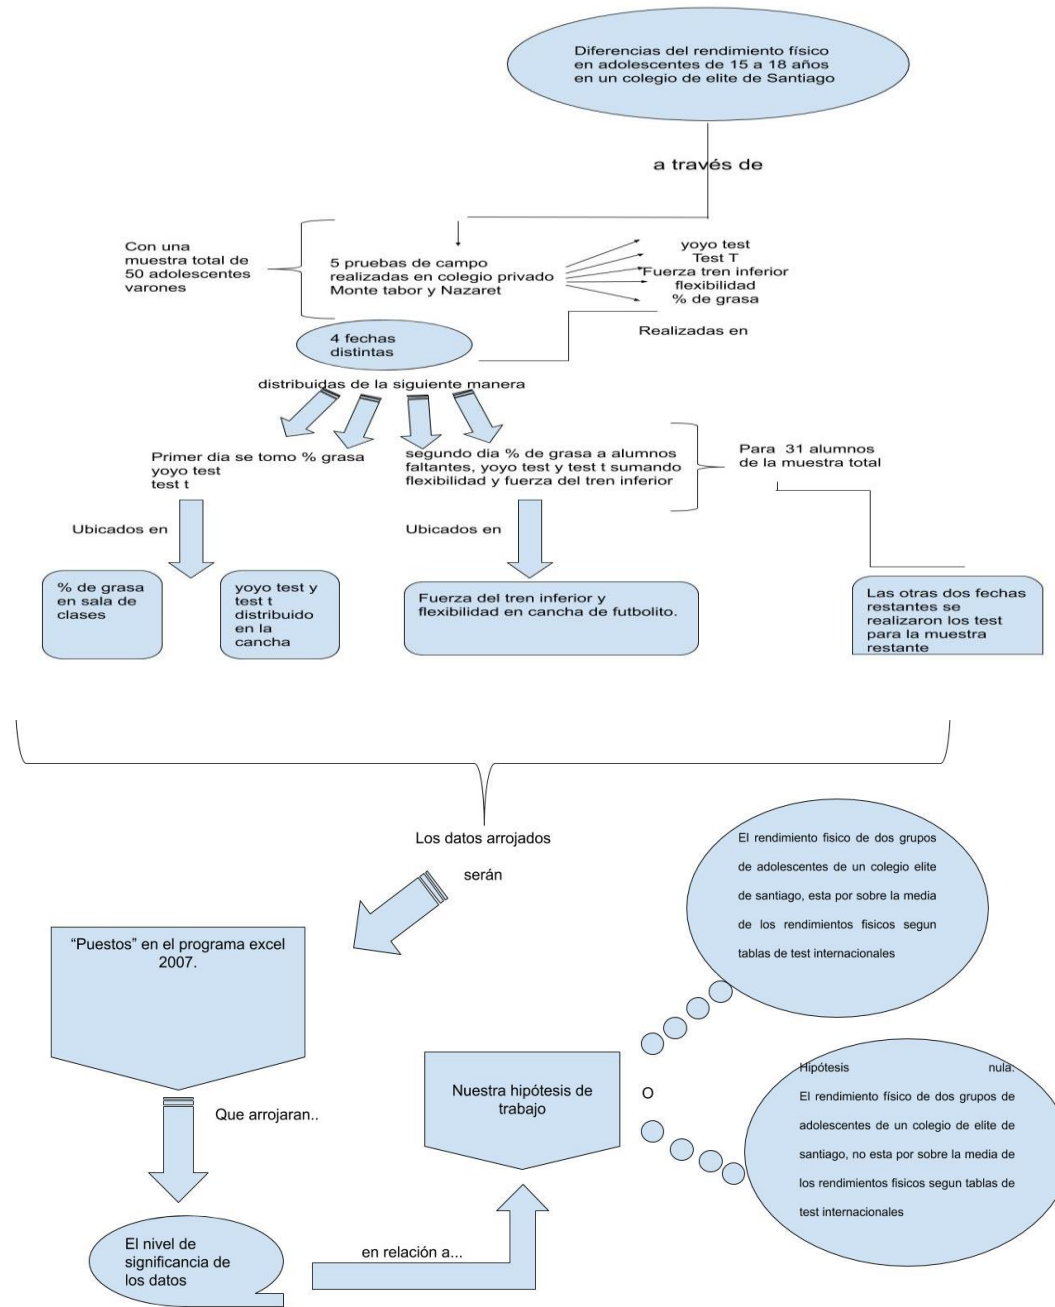 Diferencias del rendimiento físico
en adolescentes de 15 a 18 años
en un colegio de elite de Santiago
a través de
Con una
muestra total de
50 adolescentes
varones
5 pruebas de campo
realizadas en colegio privado
Monte tabor y Nazaret
yoyo test
Test T
Fuerza tren inferior
flexibilidad
% de grasa
Realizadas en
4 fechas
distintas
distribuidas de la siguiente manera
Primer dia se tomo % grasa
yoyo test
test t
segundo dia % de grasa a alumnos
faltantes, yoyo test y test t sumando
flexibilidad y fuerza del tren inferior
Para 31 alumnos
de la muestra total
Ubicados en
Ubicados en
% de grasa
en sala de
clases
yoyo test y
test t
distribuido
en la
cancha
Fuerza del tren inferior y
flexibilidad en cancha de futbolito.
Las otras dos fechas
restantes se
realizaron los test
para la muestra
restante
Los datos arrojados
serán
“Puestos” en el programa excel
2007.
Que arrojaran..
El nivel de
significancia de
los datos
en relación a...
Nuestra hipótesis de
trabajo
El rendimiento fisico de dos grupos
de adolescentes de un colegio elite
de santiago, esta por sobre la media
de los rendimientos fisicos segun
tablas de test internacionales
O
Hipótesis nula:
El rendimiento físico de dos grupos de
adolescentes de un colegio de elite de
santiago, no esta por sobre la media de
los rendimientos fisicos segun tablas de
test internacionales